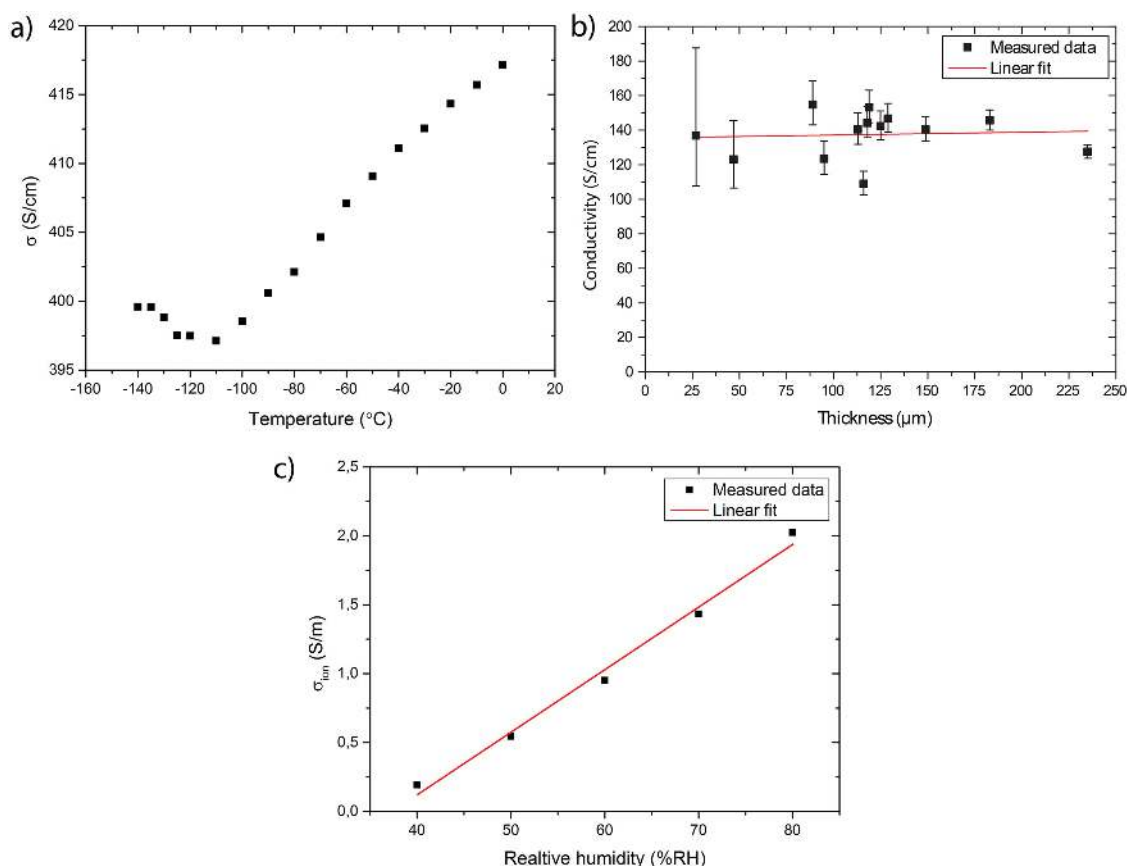 a)
420
415
410
405
400
395
σ (S/cm)
-160 -140 -120 -100 -80 -60 -40 -20 0 20
Temperature (°C)
b)
200
180
160
140
120
100
80
60
40
20
0
Conductivity (S/cm)
Measured data
Linear fit
0 25 50 75 100 125 150 175 200 225 250
Thickness (µm)
c)
2,5
2,0
1,5
1,0
0,5
0,0
σion (S/m)
Measured data
Linear fit
40 50 60 70 80
Realtive humidity (%RH)